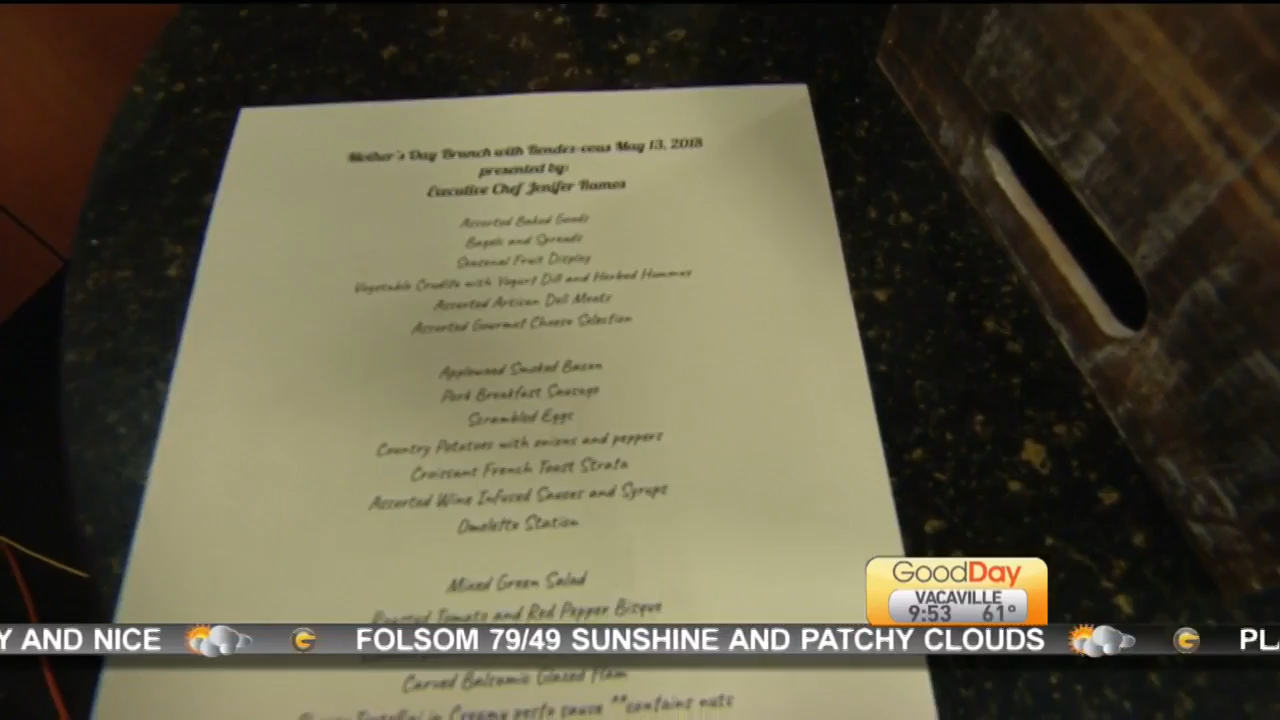 Mother's Day Brunch with Rendez-vous May 13, 2018
presented by:
Executive Chef Jenifer Ramos
Assorted Baked Goods
Bagels and Spreads
Seasonal Fruit Display
Vegetable Crudite with Yogurt Dill and Herbed Hummus
Assorted Artisan Deli Meats
Assorted Gourmet Cheese Selection
Applewood Smoked Bacon
Pork Breakfast Sausage
Scrambled Eggs
Country Potatoes with onions and peppers
Croissant French Toast Strata
Assorted Wine Infused Sauces and Syrups
Omelette Station
Mixed Green Salad
Roasted Tomato and Red Pepper Bisque
Carved Balsamic Glazed Ham
Tortellini in Creamy pesto sauce **contains nuts
GoodDay
VACAVILLE
9:53 61°
Y AND NICE FOLSOM 79/49 SUNSHINE AND PATCHY CLOUDS PL